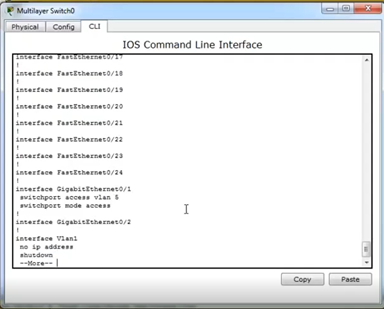 Multilayer Switch0
Physical Config CLI
IOS Command Line Interface
interface FastEthernet0/17
!
interface FastEthernet0/18
!
interface FastEthernet0/19
!
interface FastEthernet0/20
!
interface FastEthernet0/21
!
interface FastEthernet0/22
!
interface FastEthernet0/23
!
interface FastEthernet0/24
!
interface GigabitEthernet0/1
switchport access vlan 5
switchport mode access
!
interface GigabitEthernet0/2
!
interface Vlan1
no ip address
shutdown
--More--
Copy Paste